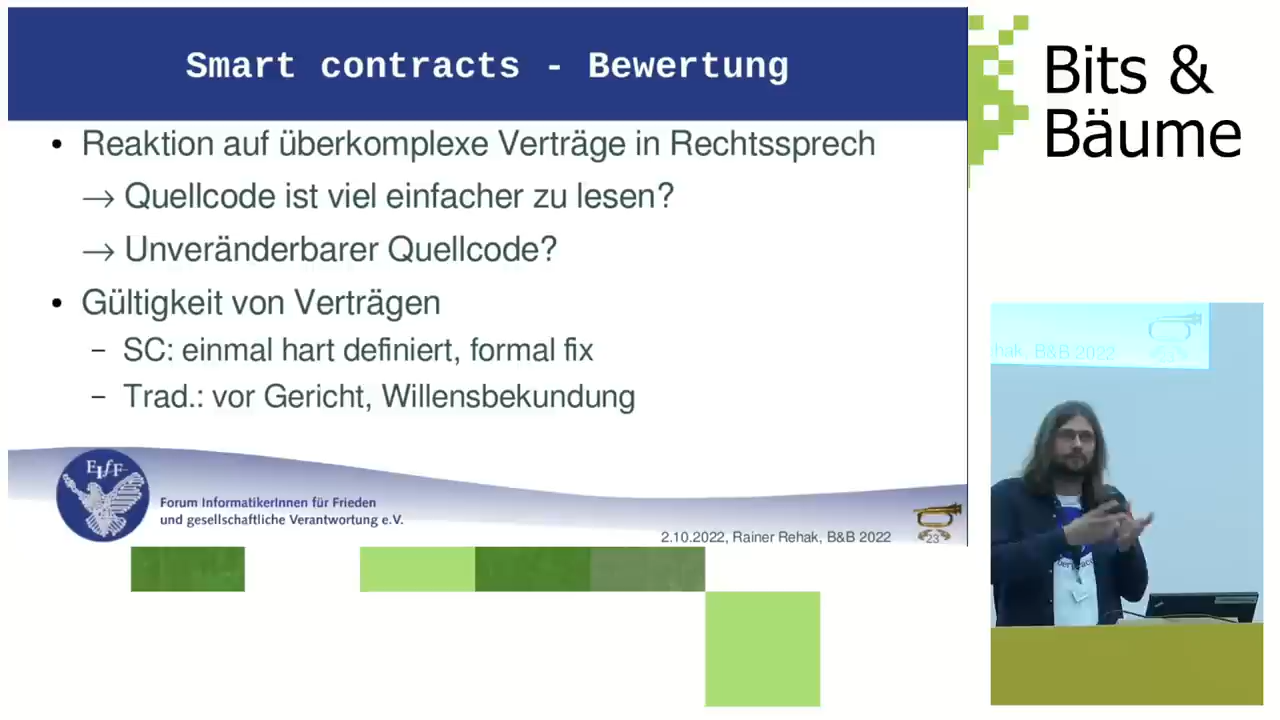 Smart contracts - Bewertung
• Reaktion auf überkomplexe Verträge in Rechtssprech
→ Quellcode ist viel einfacher zu lesen?
→ Unveränderbarer Quellcode?
• Gültigkeit von Verträgen
– SC: einmal hart definiert, formal fix
– Trad.: vor Gericht, Willensbekundung
FIfF
Forum InformatikerInnen für Frieden
und gesellschaftliche Verantwortung e.V.
2.10.2022, Rainer Rehak, B&B 2022
23
Bits &
Bäume
hak, B&B 2022